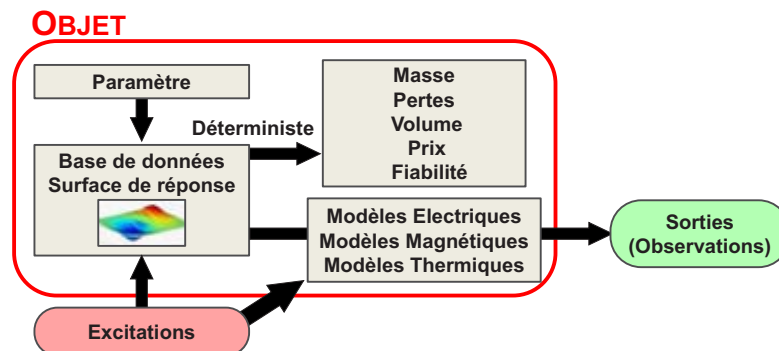 OBJET
Paramètre
Déterministe
Masse
Pertes
Volume
Prix
Fiabilité
Base de données
Surface de réponse
Modèles Electriques
Modèles Magnétiques
Modèles Thermiques
Sorties
(Observations)
Excitations